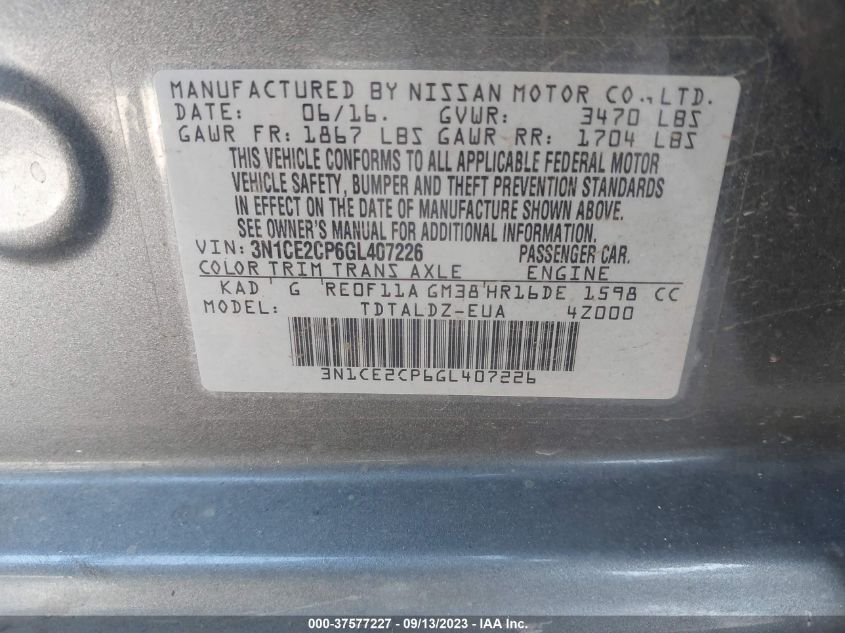 MANUFACTURED BY NISSAN MOTOR CO., LTD.
DATE: 06/16. GVWR: 3470 LBS
GAWR FR: 1867 LBS GAWR RR: 1704 LBS
THIS VEHICLE CONFORMS TO ALL APPLICABLE FEDERAL MOTOR
VEHICLE SAFETY, BUMPER AND THEFT PREVENTION STANDARDS
IN EFFECT ON THE DATE OF MANUFACTURE SHOWN ABOVE.
SEE OWNER'S MANUAL FOR ADDITIONAL INFORMATION.
VIN: 3N1CE2CP6GL407226 PASSENGER CAR.
COLOR TRIM TRANS AXLE ENGINE
KAD G RE0F11A GM38 HR16DE 1598 CC
MODEL: TDTALDZ-EUA 4Z000
3N1CE2CP6GL407226
000-37577227 - 09/13/2023 - IAA Inc.